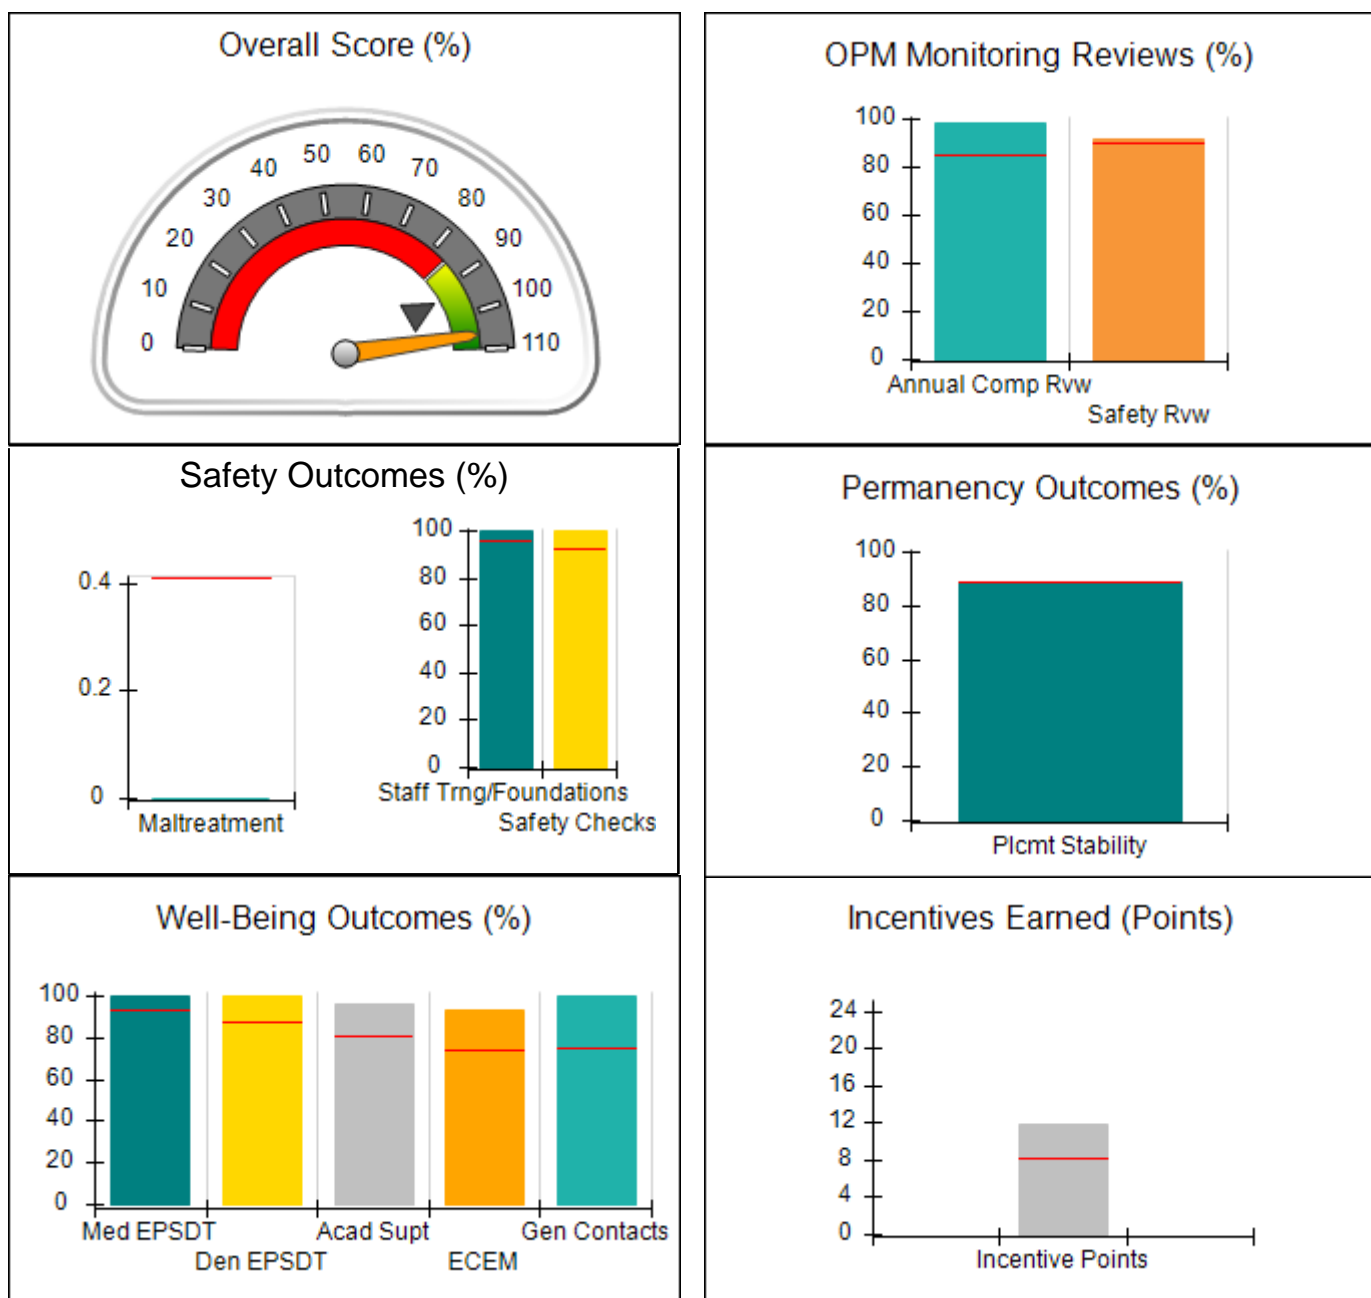 Overall Score (%)
0
10
20
30
40
50
60
70
80
90
100
110
OPM Monitoring Reviews (%)
100
80
60
40
20
0
Annual Comp Rvw
Safety Rvw
Safety Outcomes (%)
0.4
0.2
0
Maltreatment
100
80
60
40
20
0
Staff Trng/Foundations
Safety Checks
Permanency Outcomes (%)
100
80
60
40
20
0
Plcmt Stability
Well-Being Outcomes (%)
100
80
60
40
20
0
Med EPSDT
Den EPSDT
Acad Supt
ECEM
Gen Contacts
Incentives Earned (Points)
24
20
16
12
8
4
0
Incentive Points